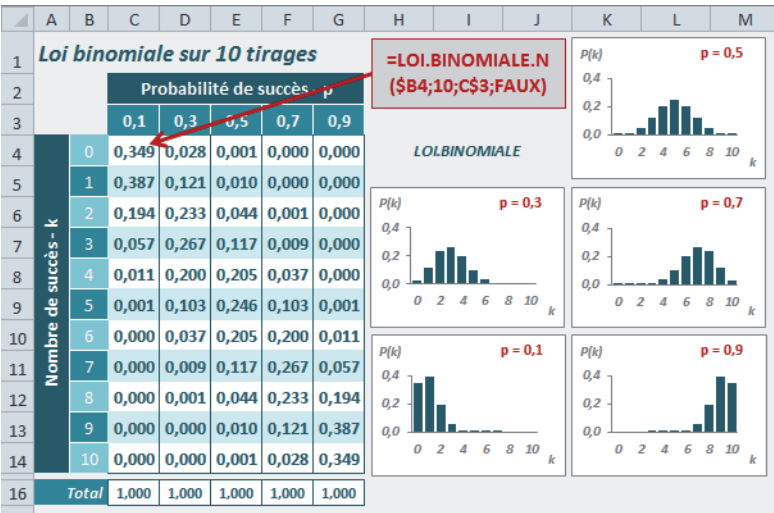 A B C D E F G H I J K L M
1 Loi binomiale sur 10 tirages
=LOI.BINOMIALE.N
($B4;10;C$3;FAUX)
2 Probabilité de succès - p
3 0,1 0,3 0,5 0,7 0,9
Nombre de succès - k
4 0 0,349 0,028 0,001 0,000 0,000
5 1 0,387 0,121 0,010 0,000 0,000
6 2 0,194 0,233 0,044 0,001 0,000
7 3 0,057 0,267 0,117 0,009 0,000
8 4 0,011 0,200 0,205 0,037 0,000
9 5 0,001 0,103 0,246 0,103 0,001
10 6 0,000 0,037 0,205 0,200 0,011
11 7 0,000 0,009 0,117 0,267 0,057
12 8 0,000 0,001 0,044 0,233 0,194
13 9 0,000 0,000 0,010 0,121 0,387
14 10 0,000 0,000 0,001 0,028 0,349
16 Total 1,000 1,000 1,000 1,000 1,000
LOI.BINOMIALE
P(k) p = 0,5
0,4
0,2
0,0
0 2 4 6 8 10
k
P(k) p = 0,3
0,4
0,2
0,0
0 2 4 6 8 10
k
P(k) p = 0,7
0,4
0,2
0,0
0 2 4 6 8 10
k
P(k) p = 0,1
0,4
0,2
0,0
0 2 4 6 8 10
k
P(k) p = 0,9
0,4
0,2
0,0
0 2 4 6 8 10
k